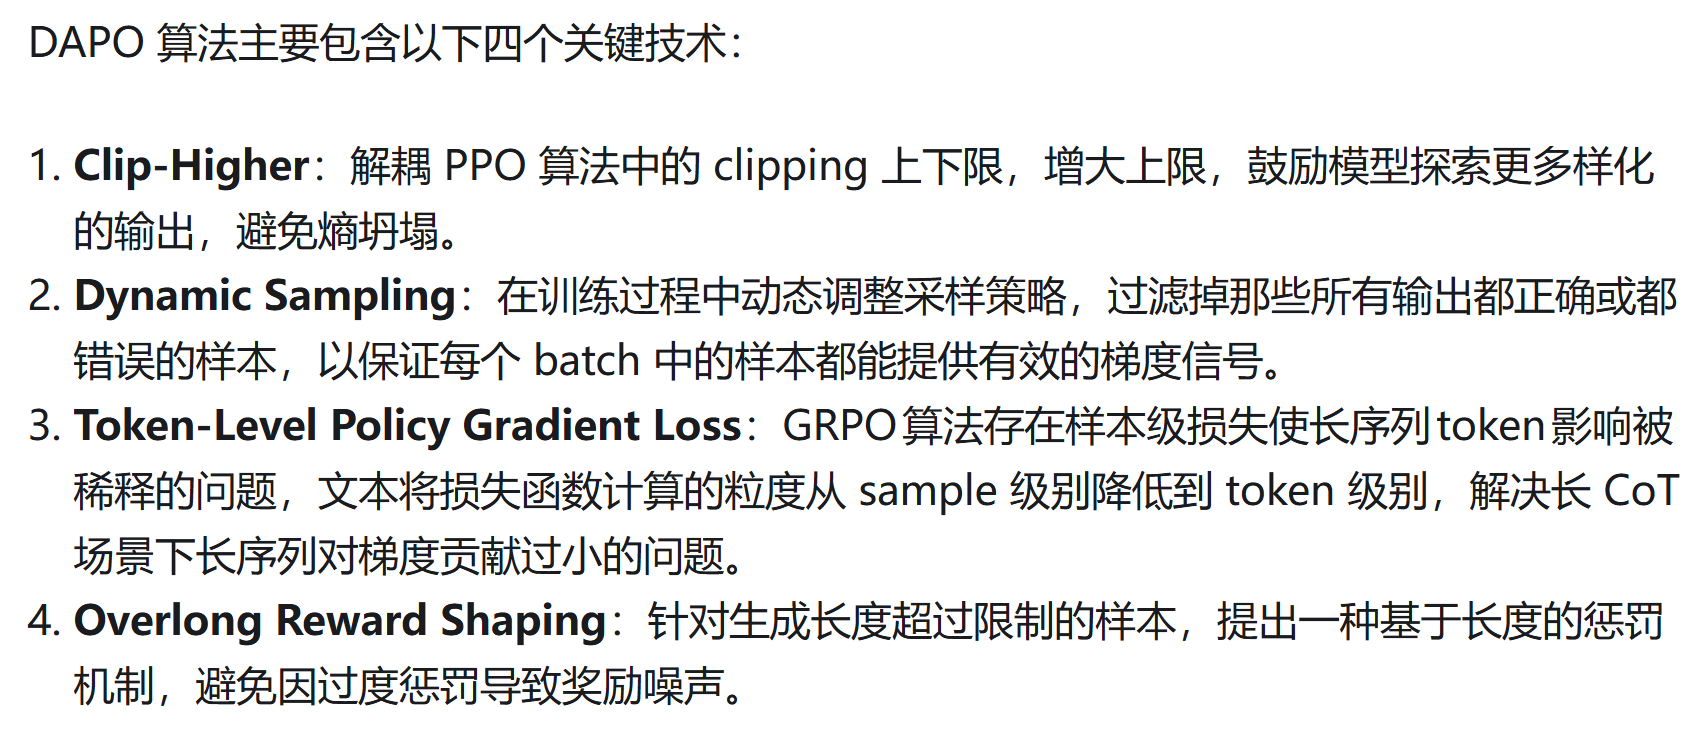 DAPO 算法主要包含以下四个关键技术：
1. Clip-Higher：解耦 PPO 算法中的 clipping 上下限，增大上限，鼓励模型探索更多样化
的输出，避免熵坍塌。
2. Dynamic Sampling：在训练过程中动态调整采样策略，过滤掉那些所有输出都正确或都
错误的样本，以保证每个 batch 中的样本都能提供有效的梯度信号。
3. Token-Level Policy Gradient Loss：GRPO算法存在样本级损失使长序列token影响被
稀释的问题，文本将损失函数计算的粒度从 sample 级别降低到 token 级别，解决长 CoT
场景下长序列对梯度贡献过小的问题。
4. Overlong Reward Shaping：针对生成长度超过限制的样本，提出一种基于长度的惩罚
机制，避免因过度惩罚导致奖励噪声。